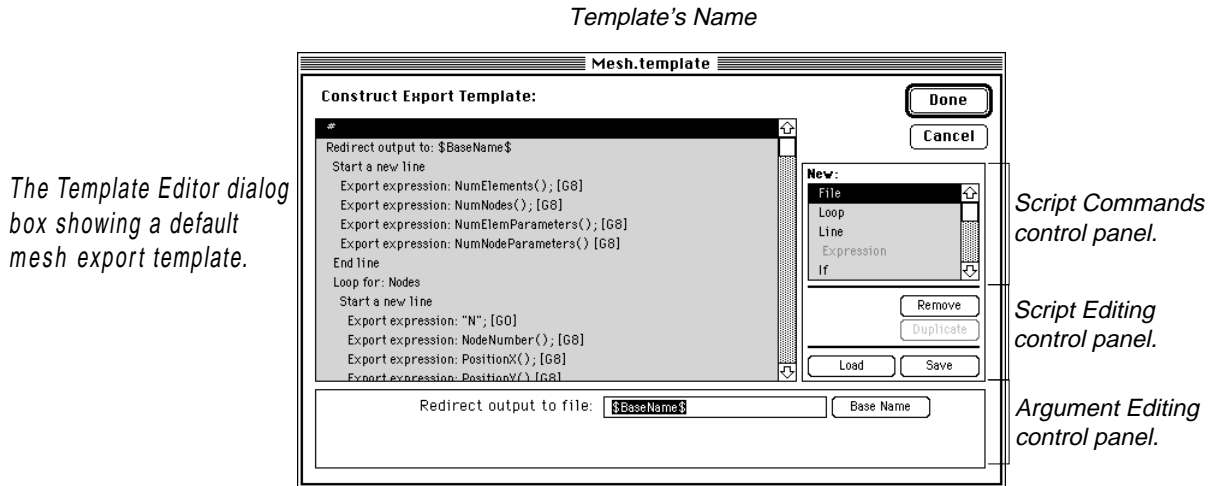 Template's Name
Mesh.template
Construct Export Template:
Done
Cancel
#
Redirect output to: $BaseName$
Start a new line
Export expression: NumElements(); [G8]
Export expression: NumNodes(); [G8]
Export expression: NumElemParameters(); [G8]
Export expression: NumNodeParameters() [G8]
End line
Loop for: Nodes
Start a new line
Export expression: "N"; [G0]
Export expression: NodeNumber(); [G8]
Export expression: PositionX(); [G8]
Export expression: PositionY() [G8]
The Template Editor dialog
box showing a default
mesh export template.
New:
File
Loop
Line
Expression
If
Remove
Duplicate
Load
Save
Script Commands
control panel.
Script Editing
control panel.
Redirect output to file: $BaseName$
Base Name
Argument Editing
control panel.